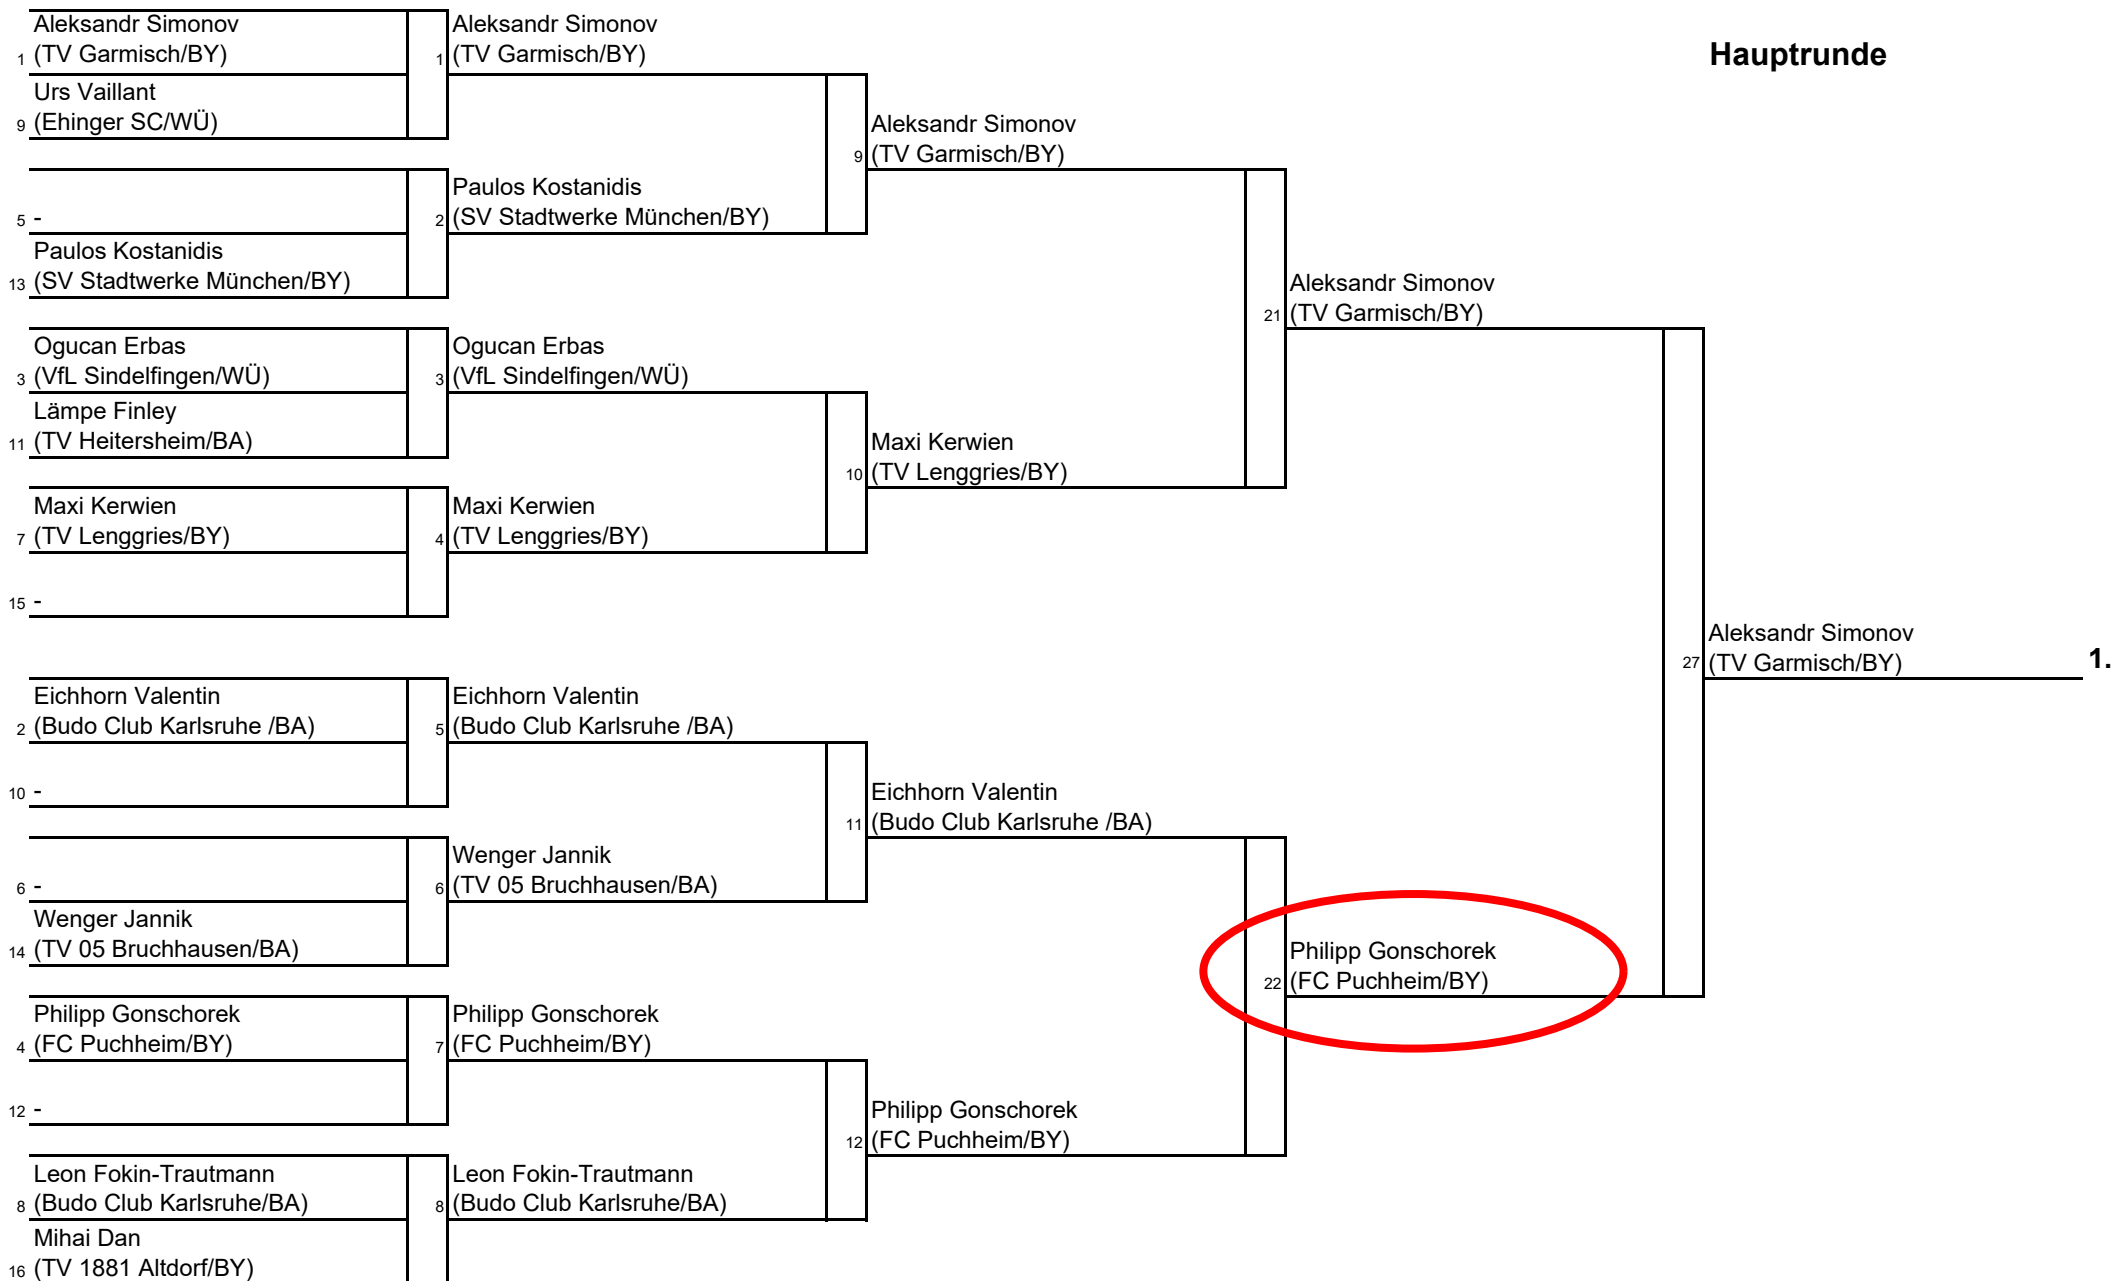 Hauptrunde
Aleksandr Simonov
1 (TV Garmisch/BY)
Urs Vaillant
9 (Ehinger SC/WÜ)
5 -
Paulos Kostanidis
13 (SV Stadtwerke München/BY)
Ogucan Erbas
3 (VfL Sindelfingen/WÜ)
Lämpe Finley
11 (TV Heitersheim/BA)
Maxi Kerwien
7 (TV Lenggries/BY)
15 -
Eichhorn Valentin
2 (Budo Club Karlsruhe /BA)
10 -
6 -
Wenger Jannik
14 (TV 05 Bruchhausen/BA)
Philipp Gonschorek
4 (FC Puchheim/BY)
12 -
Leon Fokin-Trautmann
8 (Budo Club Karlsruhe/BA)
Mihai Dan
16 (TV 1881 Altdorf/BY)
Aleksandr Simonov
1 (TV Garmisch/BY)
Paulos Kostanidis
2 (SV Stadtwerke München/BY)
Ogucan Erbas
3 (VfL Sindelfingen/WÜ)
Maxi Kerwien
4 (TV Lenggries/BY)
Eichhorn Valentin
5 (Budo Club Karlsruhe /BA)
Wenger Jannik
6 (TV 05 Bruchhausen/BA)
Philipp Gonschorek
7 (FC Puchheim/BY)
Leon Fokin-Trautmann
8 (Budo Club Karlsruhe/BA)
Aleksandr Simonov
9 (TV Garmisch/BY)
Maxi Kerwien
10 (TV Lenggries/BY)
Eichhorn Valentin
11 (Budo Club Karlsruhe /BA)
Philipp Gonschorek
12 (FC Puchheim/BY)
Aleksandr Simonov
21 (TV Garmisch/BY)
Philipp Gonschorek
22 (FC Puchheim/BY)
Aleksandr Simonov
27 (TV Garmisch/BY) 1.